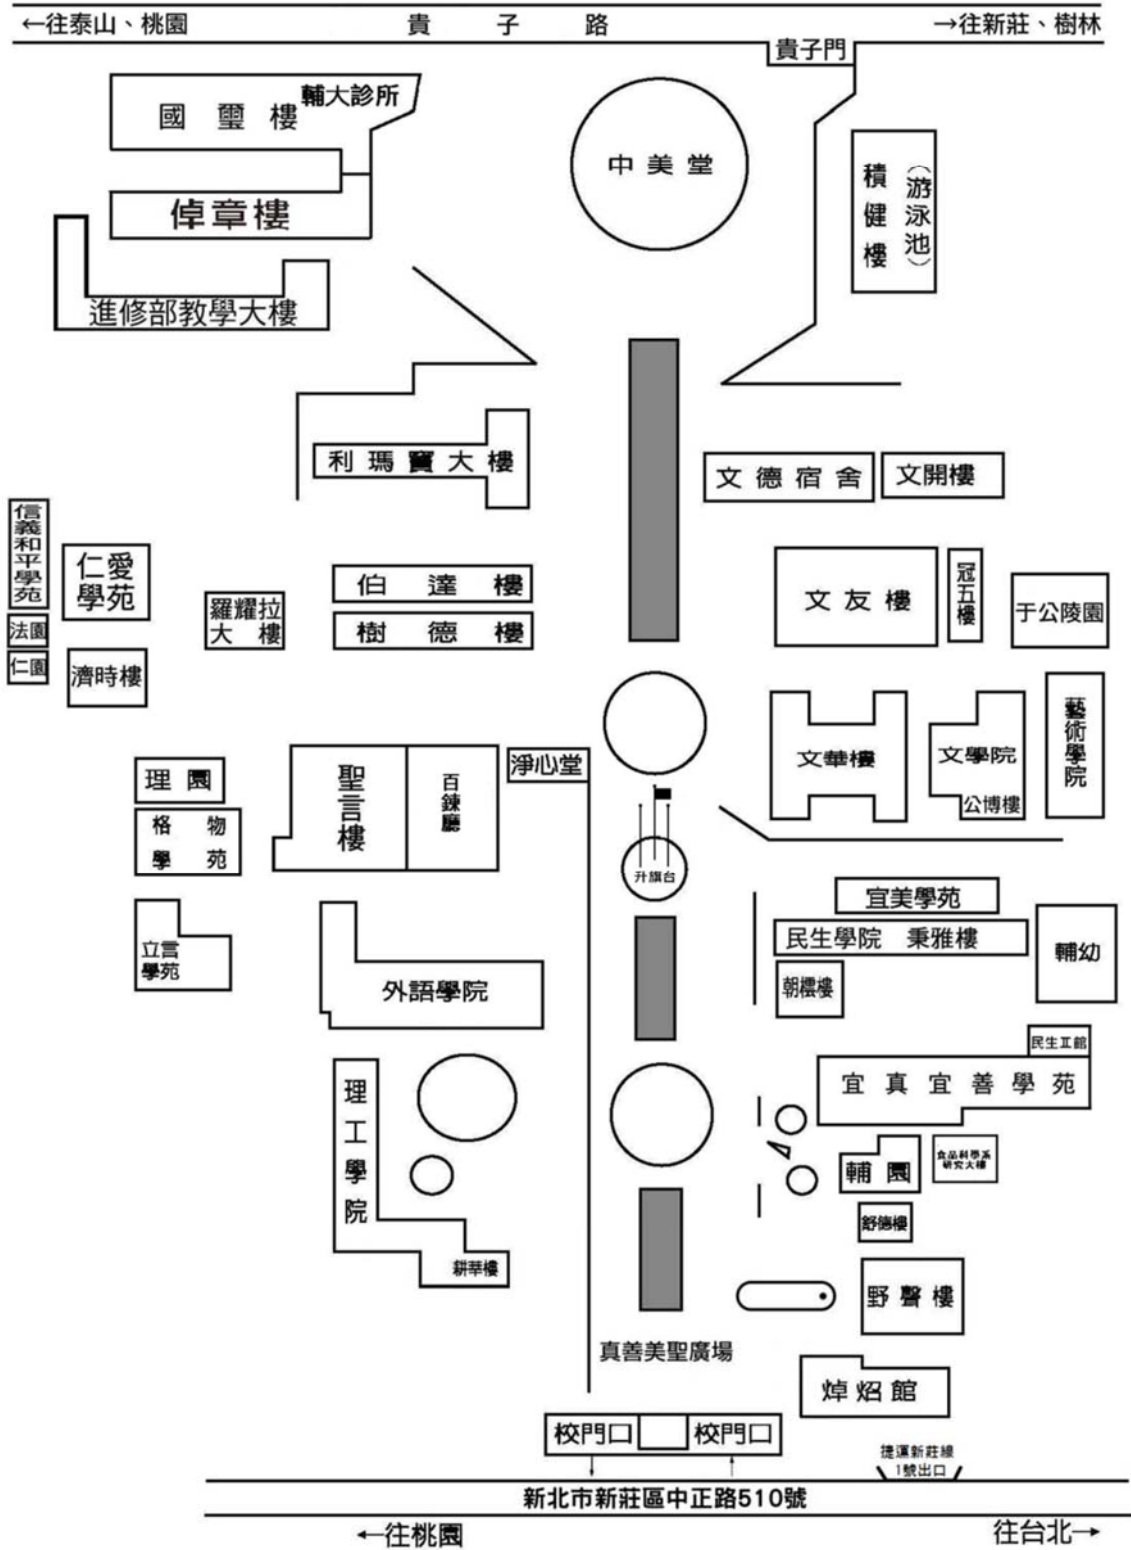 ←往泰山、桃園
貴子路
→往新莊、樹林
貴子門
國璽樓
輔大診所
中美堂
積健樓
（游泳池）
倬章樓
進修部教學大樓
利瑪竇大樓
文德宿舍
文開樓
信義和平學苑
仁愛
學苑
法園
仁園
濟時樓
羅耀拉
大樓
伯達樓
樹德樓
文友樓
冠五樓
于公陵園
文華樓
文學院
公博樓
藝術學院
理園
格物
學苑
聖言樓
百鍊廳
淨心堂
升旗台
立言
學苑
外語學院
宜美學苑
民生學院 秉雅樓
朝橒樓
輔幼
理工學院
耕莘樓
民生工館
宜真宜善學苑
輔園
食品科學系
研究大樓
舒德樓
野聲樓
真善美聖廣場
焯炤館
校門口
校門口
捷運新莊線
1號出口
新北市新莊區中正路510號
←往桃園
往台北→